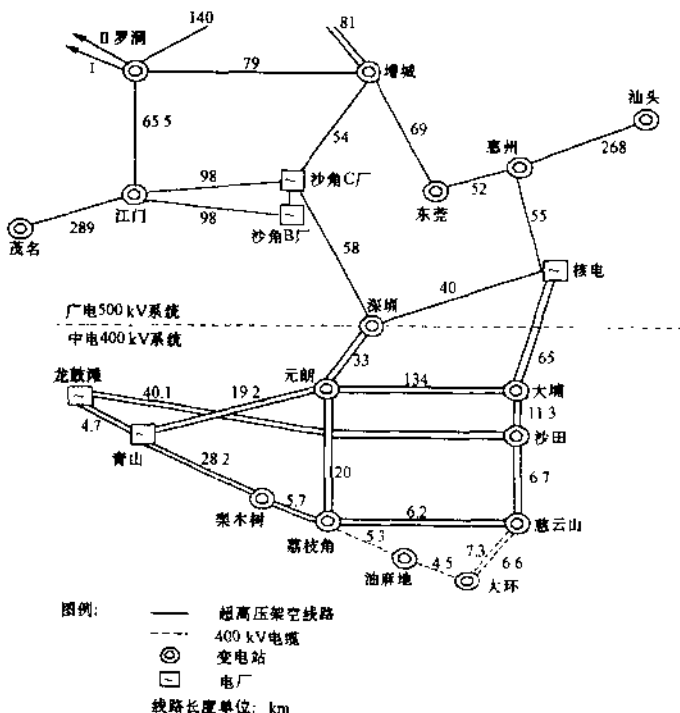 140
81
II 罗洞
I
79
增城
汕头
65.5
54
69
惠州
268
98
沙角C厂
52
东莞
江门
98
沙角B厂
55
289
茂名
58
核电
40
深圳
广电500 kV系统
中电400 kV系统
33
65
龙鼓滩
元朗
40.1
19.2
134
大埔
11.3
4.7
沙田
青山
28.2
20
6.7
梨木树
5.7
6.2
慈云山
荔枝角
5.3
7.3
6.6
油麻地
4.5
大环
图例:
超高压架空线路
400 kV电缆
变电站
电厂
线路长度单位: km